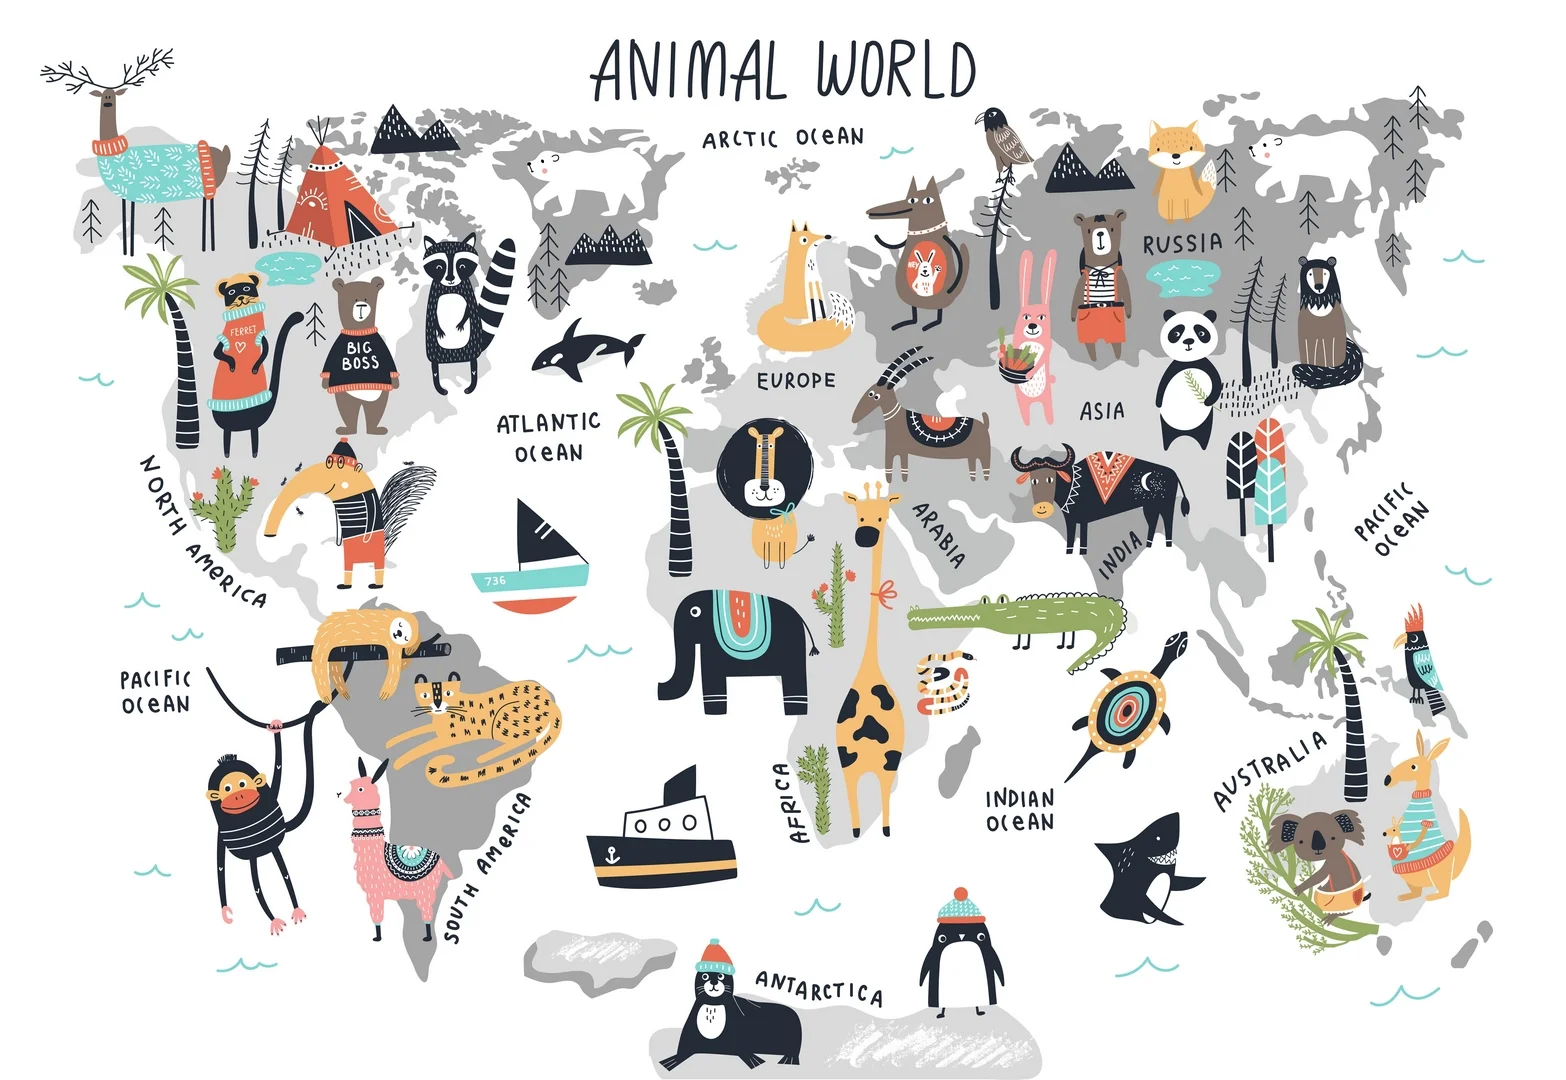 ANIMAL WORLD
ARCTIC OCEAN
RUSSIA
HEY
FERRET
BIG
BOSS
EUROPE
ASIA
ATLANTIC
OCEAN
NORTH AMERICA
ARABIA
INDIA
PACIFIC
OCEAN
736
PACIFIC
OCEAN
AUSTRALIA
AFRICA
INDIAN
OCEAN
SOUTH AMERICA
ANTARCTICA